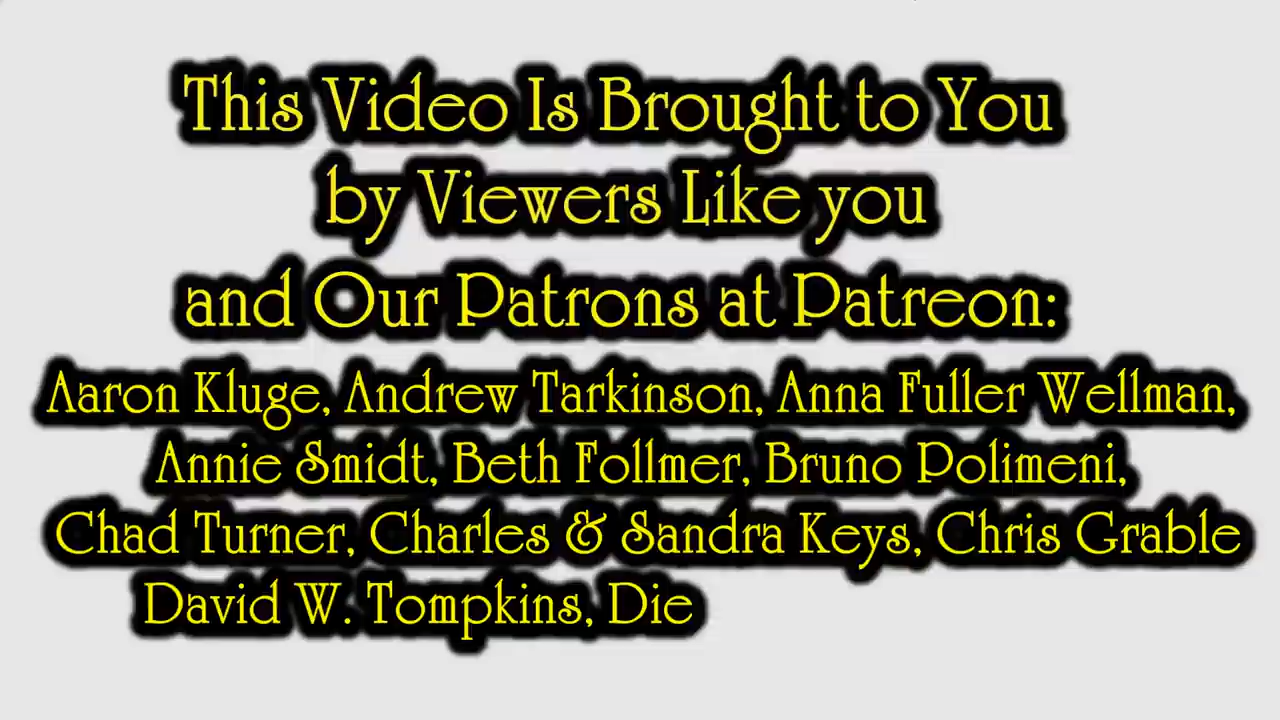 This Video Is Brought to You
by Viewers Like you
and Our Patrons at Patreon:
Aaron Kluge, Andrew Tarkinson, Anna Fuller Wellman,
Annie Smidt, Beth Follmer, Bruno Polimeni,
Chad Turner, Charles & Sandra Keys, Chris Grable
David W. Tompkins, Die